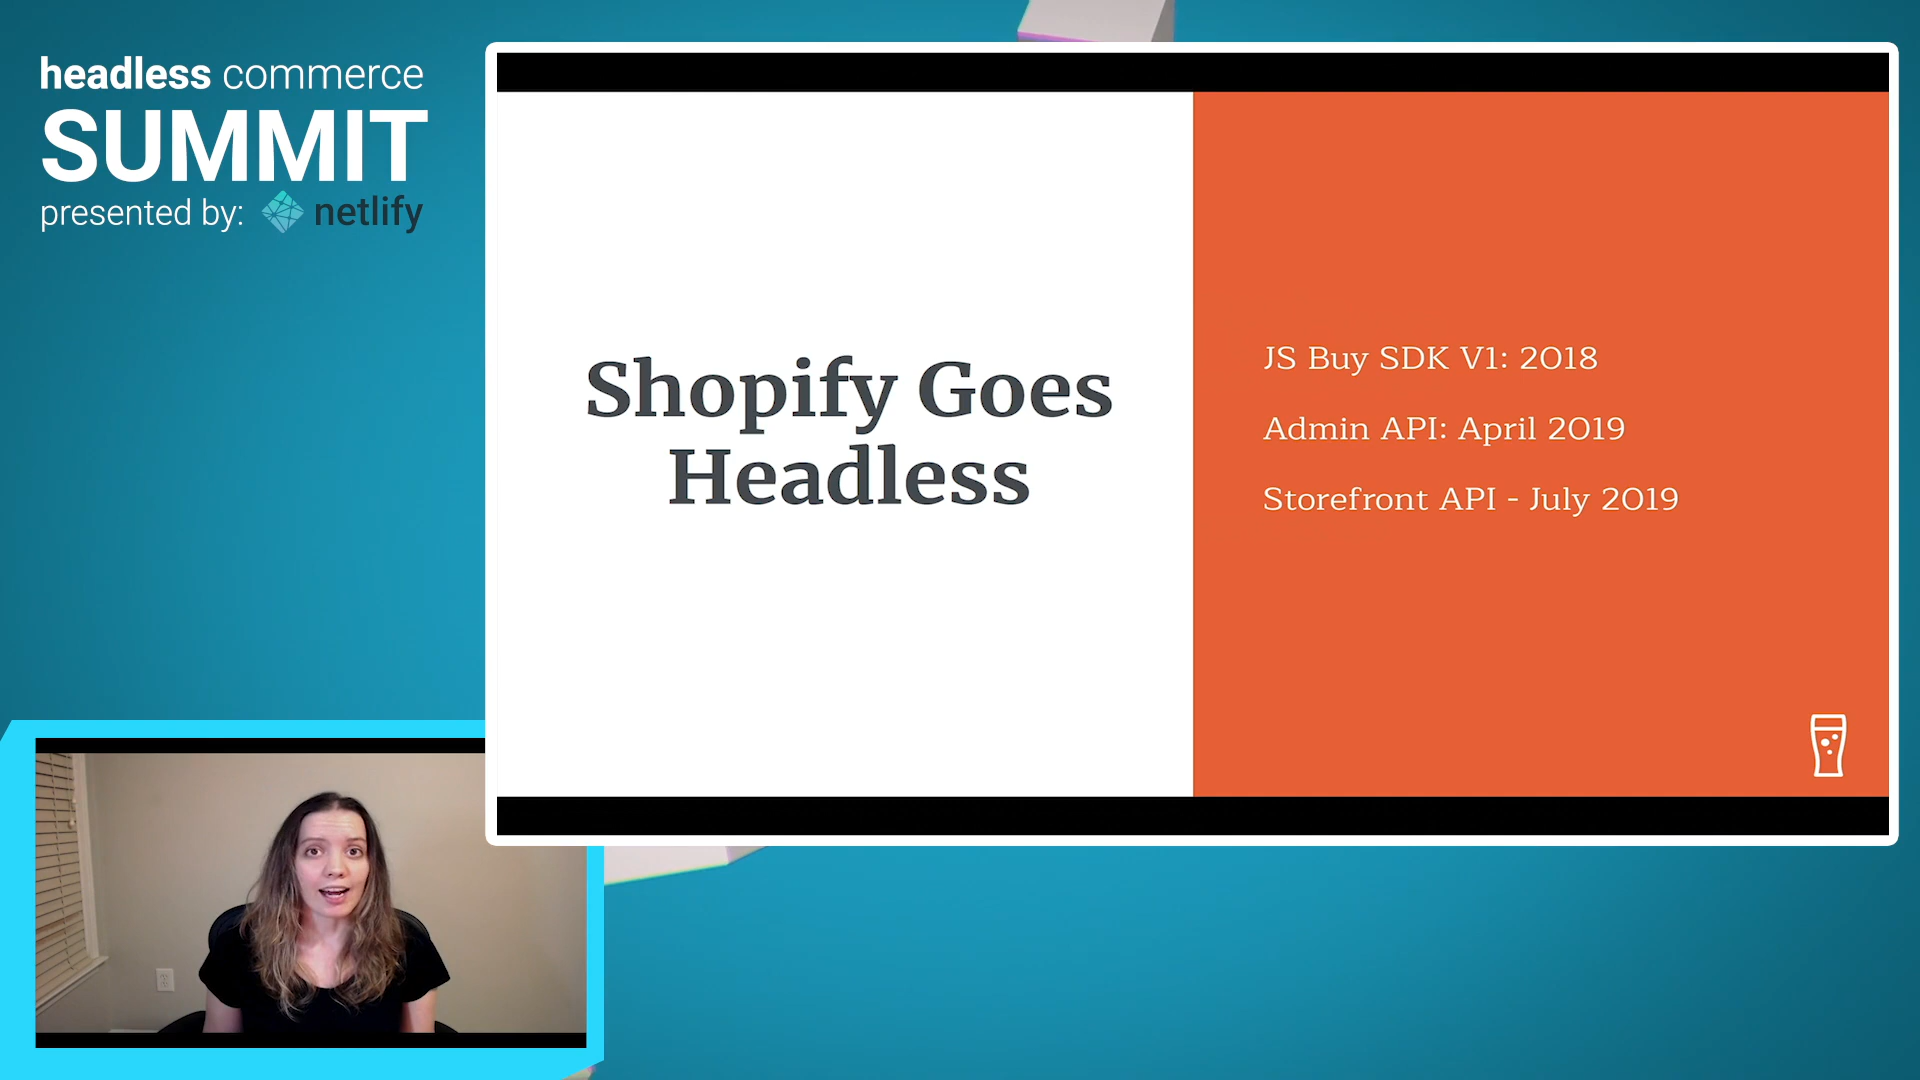 headless commerce
SUMMIT
presented by: netlify
Shopify Goes
Headless
JS Buy SDK V1: 2018
Admin API: April 2019
Storefront API - July 2019